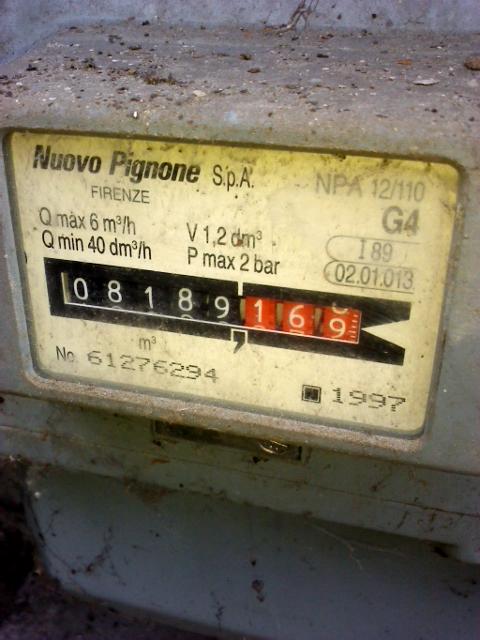 Nuovo Pignone S.p.A.
FIRENZE
NPA 12/110
G4
Q max 6 m³/h
Q min 40 dm³/h
V 1,2 dm³
P max 2 bar
I 89
02.01.013
08189,169
m³
No 61276294
1997